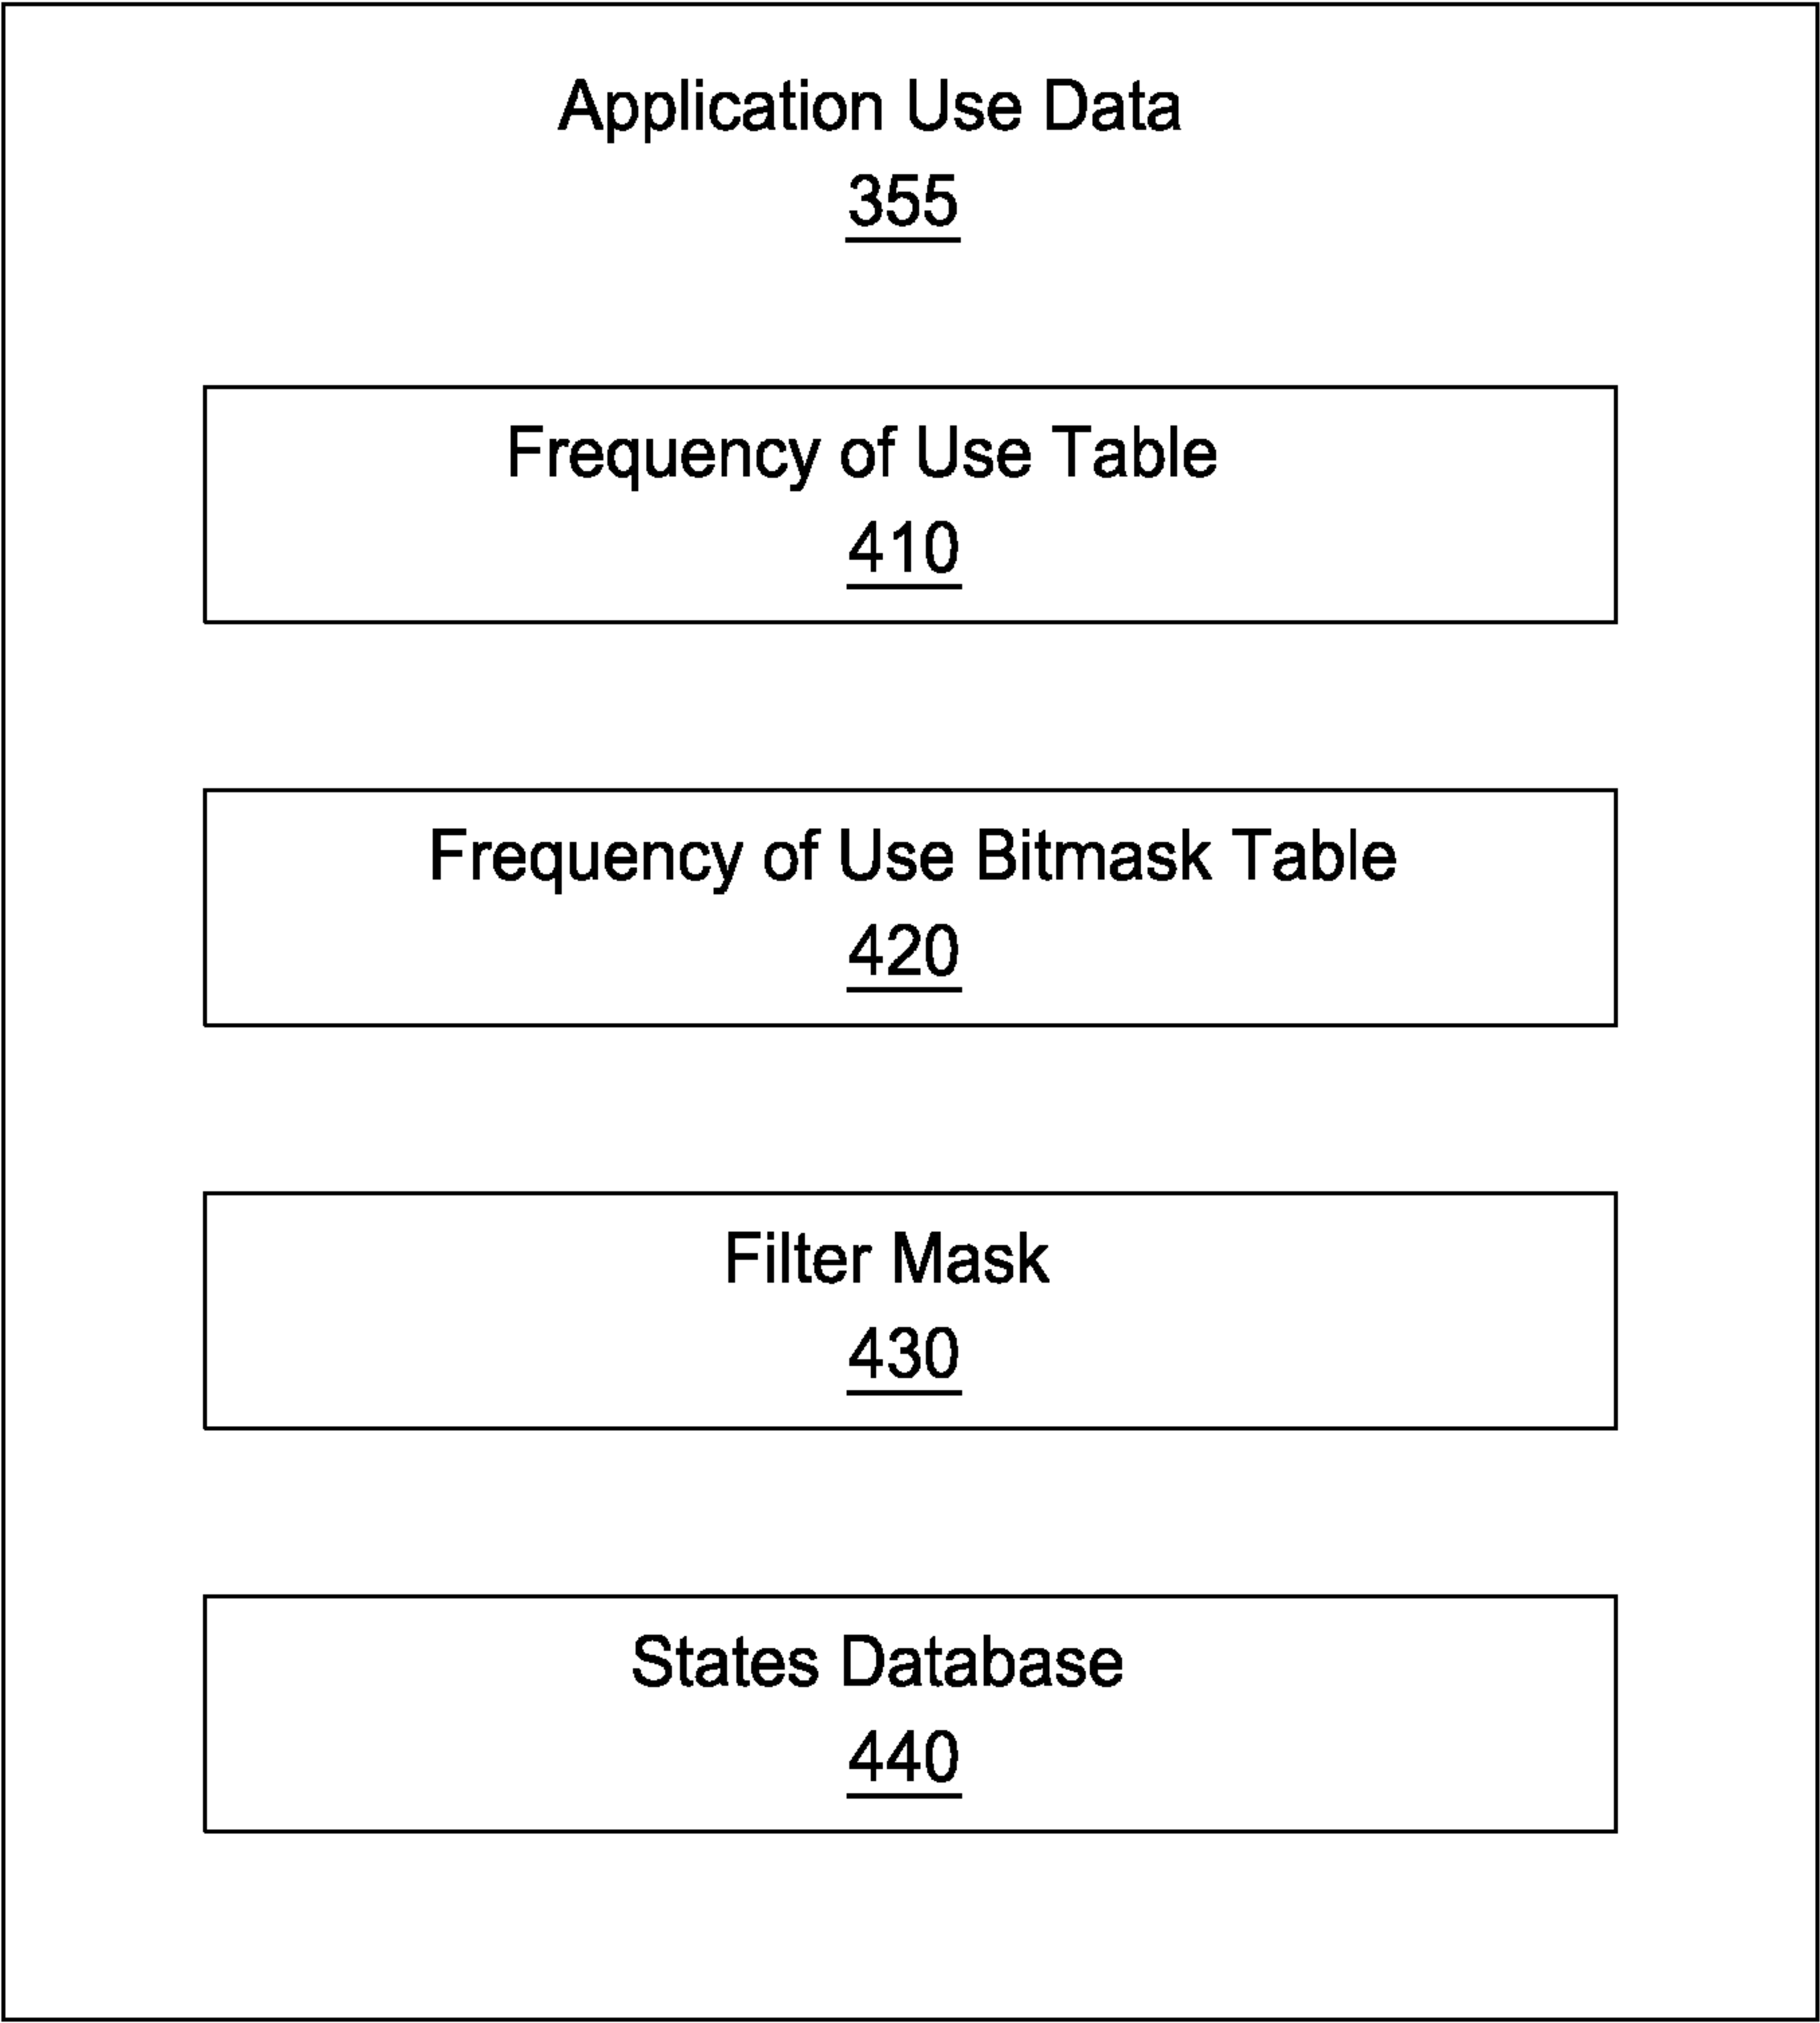 Application Use Data
355
Frequency of Use Table
410
Frequency of Use Bitmask Table
420
Filter Mask
430
States Database
440